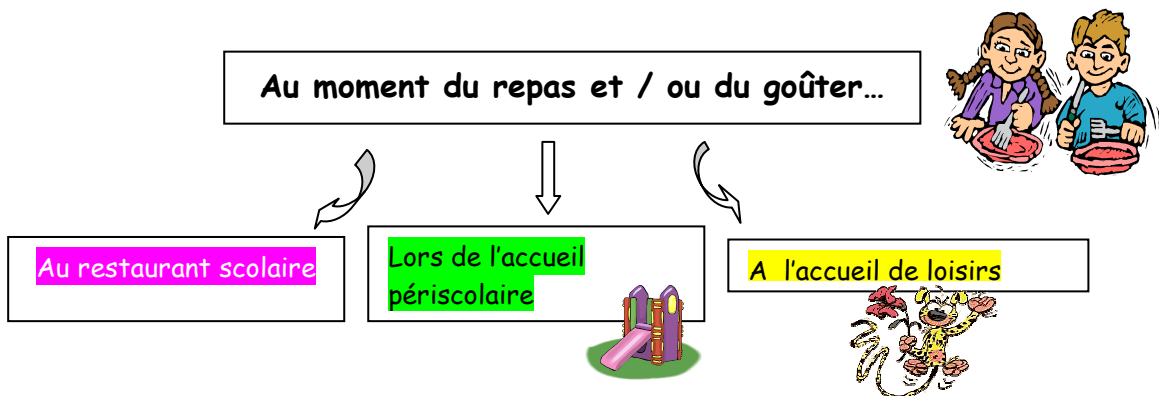 Au moment du repas et / ou du goûter…
Au restaurant scolaire
Lors de l’accueil
périscolaire
A l’accueil de loisirs